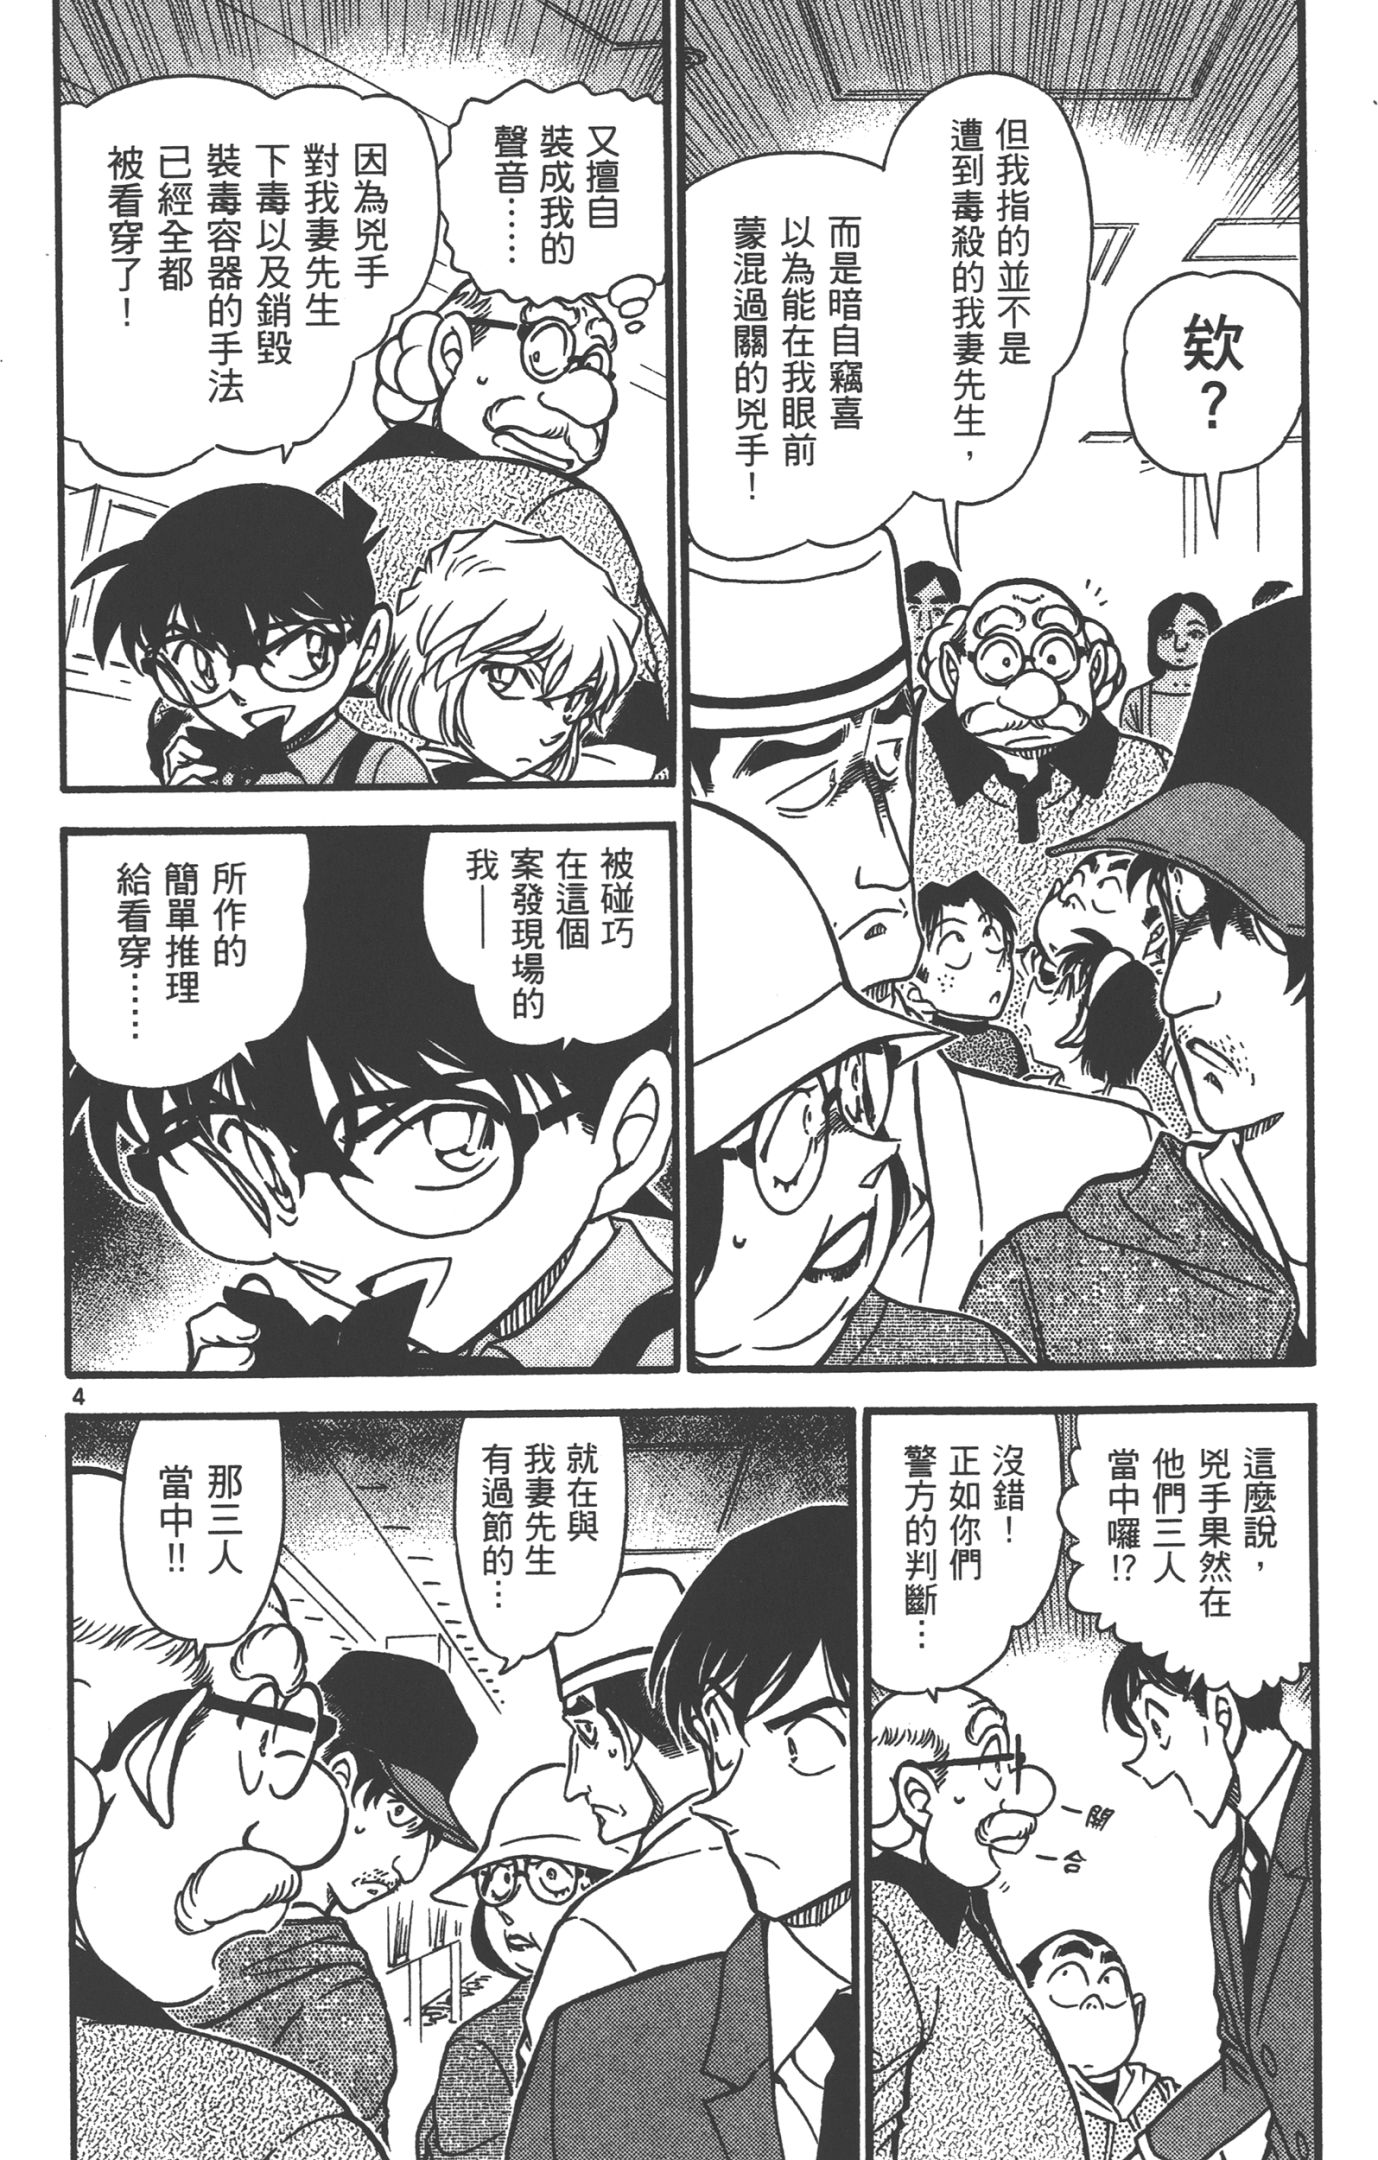 欸?
但我指的並不是
遭到毒殺的我妻先生,
而是暗自竊喜
以為能在我眼前
蒙混過關的兇手!
又擅自
裝成我的
聲音……
因為兇手
對我妻先生
下毒以及銷毀
裝毒容器的手法
已經全都
被看穿了!
被碰巧
在這個
案發現場的
我——
所作的
簡單推理
給看穿……
4
這麼說,
兇手果然在
他們三人
當中囉!?
沒錯!
正如你們
警方的判斷…
一開
一合
就在與
我妻先生
有過節的…
那三人
當中!!